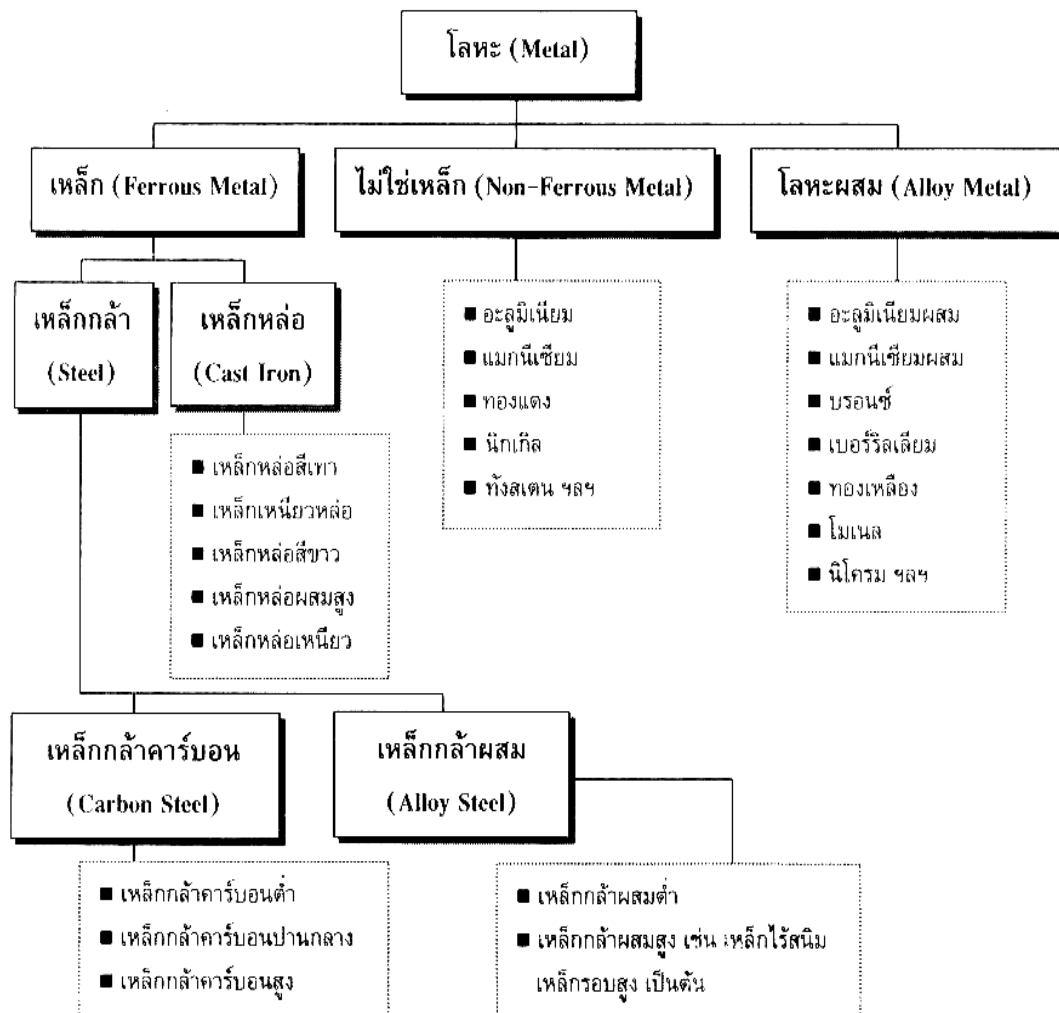 โลหะ (Metal)
เหล็ก (Ferrous Metal)
ไม่ใช่เหล็ก (Non-Ferrous Metal)
โลหะผสม (Alloy Metal)
เหล็กกล้า
(Steel)
เหล็กหล่อ
(Cast Iron)
■ เหล็กหล่อสีเทา
■ เหล็กเหนียวหล่อ
■ เหล็กหล่อสีขาว
■ เหล็กหล่อผสมสูง
■ เหล็กหล่อเหนียว
■ อะลูมิเนียม
■ แมกนีเซียม
■ ทองแดง
■ นิกเกิล
■ ทังสเตน ฯลฯ
■ อะลูมิเนียมผสม
■ แมกนีเซียมผสม
■ บรอนซ์
■ เบอร์ริลเลียม
■ ทองเหลือง
■ โมเนล
■ นิโครม ฯลฯ
เหล็กกล้าคาร์บอน
(Carbon Steel)
เหล็กกล้าผสม
(Alloy Steel)
■ เหล็กกล้าคาร์บอนต่ำ
■ เหล็กกล้าคาร์บอนปานกลาง
■ เหล็กกล้าคาร์บอนสูง
■ เหล็กกล้าผสมต่ำ
■ เหล็กกล้าผสมสูง เช่น เหล็กไร้สนิม
เหล็กรอบสูง เป็นต้น